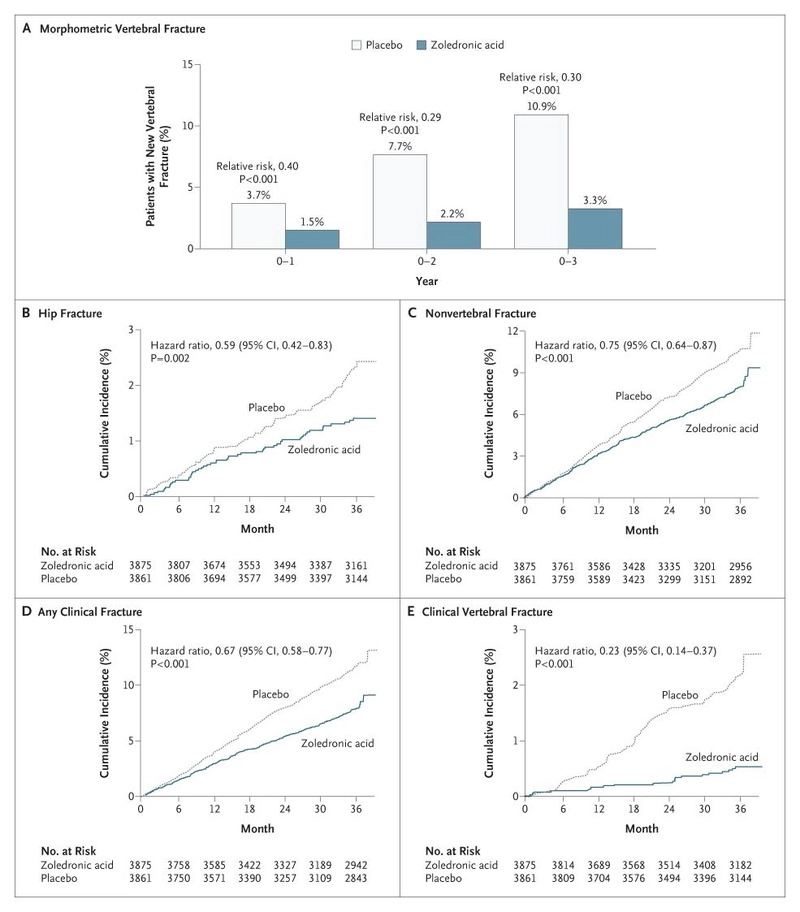 A Morphometric Vertebral Fracture
Placebo Zoledronic acid
Patients with New Vertebral
Fracture (%)
15
10
5
0
Relative risk, 0.40
P<0.001
3.7%
1.5%
Relative risk, 0.29
P<0.001
7.7%
2.2%
Relative risk, 0.30
P<0.001
10.9%
3.3%
0–1 0–2 0–3
Year
B Hip Fracture
Cumulative Incidence (%)
3
2
1
0
Hazard ratio, 0.59 (95% CI, 0.42–0.83)
P=0.002
Placebo
Zoledronic acid
0 6 12 18 24 30 36
Month
No. at Risk
Zoledronic acid 3875 3807 3674 3553 3494 3387 3161
Placebo 3861 3806 3694 3577 3499 3397 3144
C Nonvertebral Fracture
Cumulative Incidence (%)
12
9
6
3
0
Hazard ratio, 0.75 (95% CI, 0.64–0.87)
P<0.001
Placebo
Zoledronic acid
0 6 12 18 24 30 36
Month
No. at Risk
Zoledronic acid 3875 3761 3586 3428 3335 3201 2956
Placebo 3861 3759 3589 3423 3299 3151 2892
D Any Clinical Fracture
Cumulative Incidence (%)
15
10
5
0
Hazard ratio, 0.67 (95% CI, 0.58–0.77)
P<0.001
Placebo
Zoledronic acid
0 6 12 18 24 30 36
Month
No. at Risk
Zoledronic acid 3875 3758 3585 3422 3327 3189 2942
Placebo 3861 3750 3571 3390 3257 3109 2843
E Clinical Vertebral Fracture
Cumulative Incidence (%)
3
2
1
0
Hazard ratio, 0.23 (95% CI, 0.14–0.37)
P<0.001
Placebo
Zoledronic acid
0 6 12 18 24 30 36
Month
No. at Risk
Zoledronic acid 3875 3814 3689 3568 3514 3408 3182
Placebo 3861 3809 3704 3576 3494 3396 3144